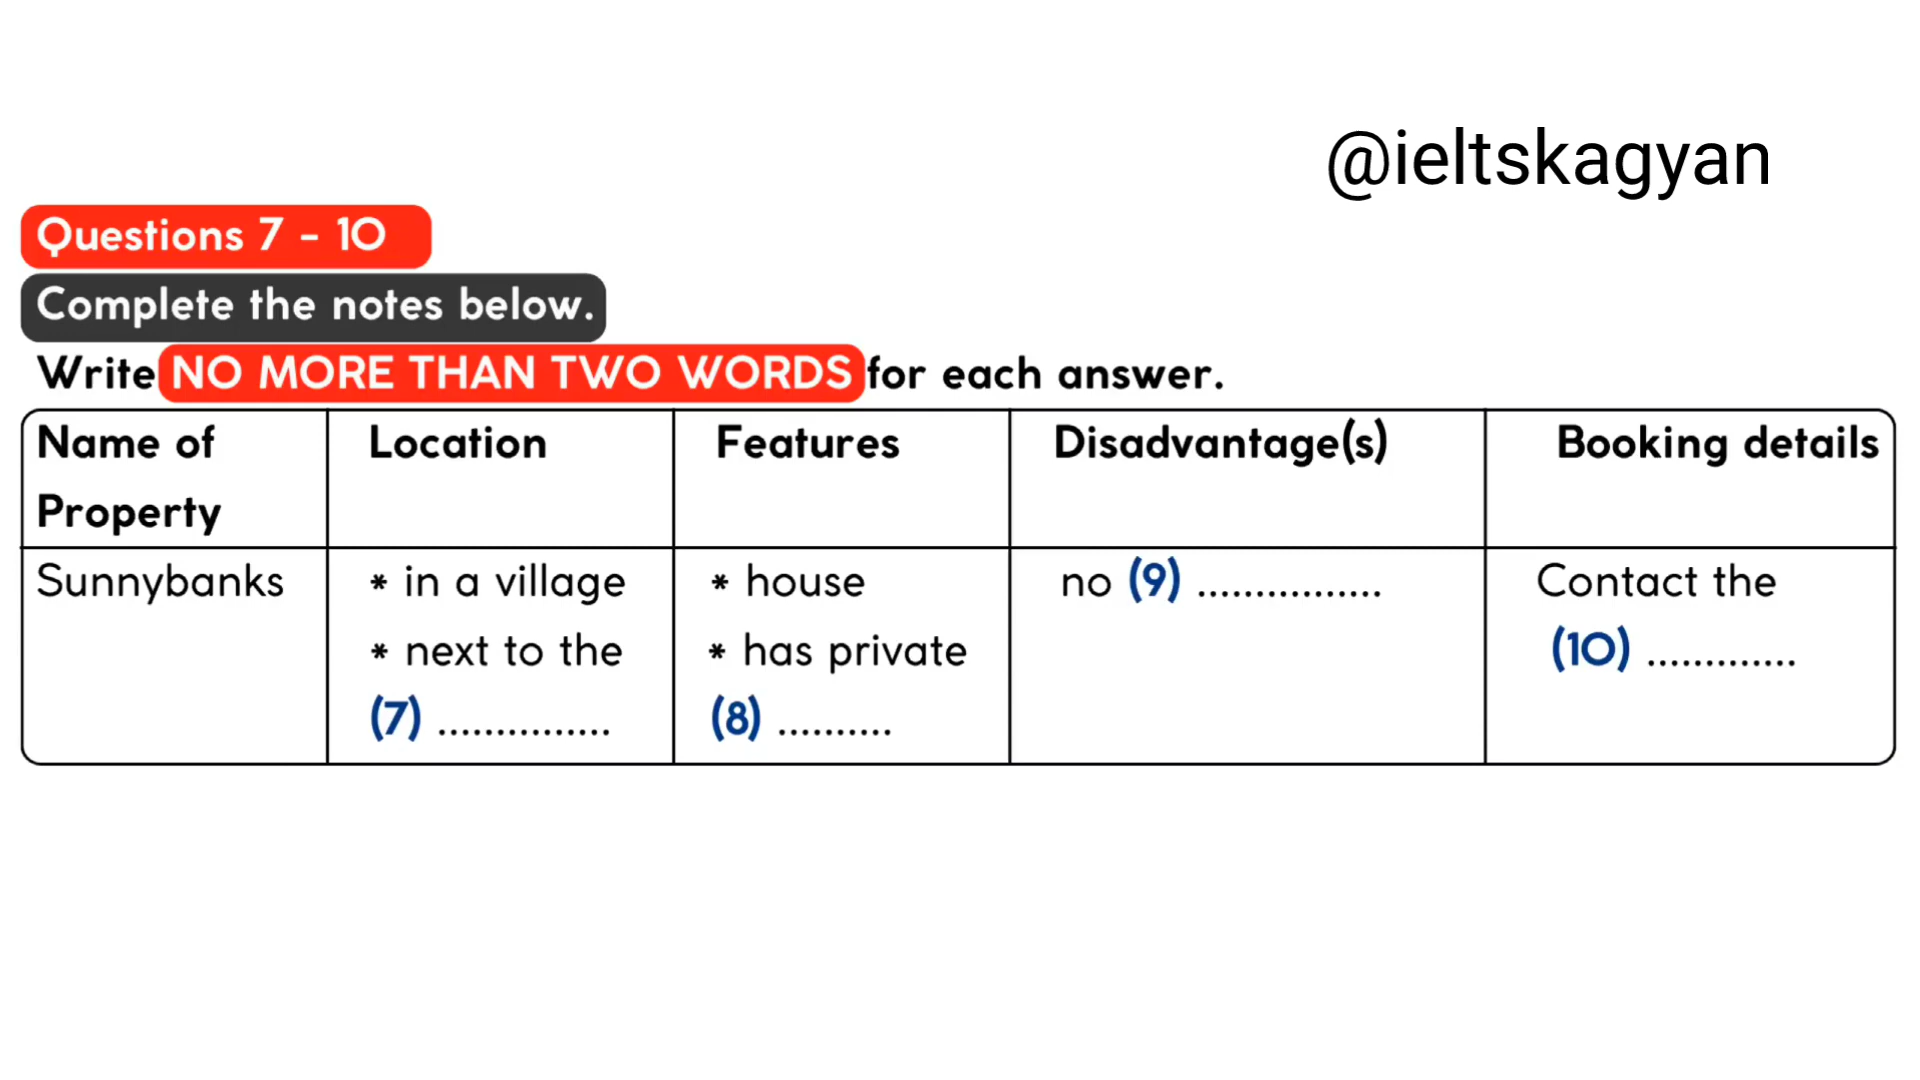 @ieltskagyan
Questions 7 - 10
Complete the notes below.
Write NO MORE THAN TWO WORDS for each answer.
Name of Property
Location
Features
Disadvantage(s)
Booking details
Sunnybanks
* in a village
* next to the
(7) ...............
* house
* has private
(8) ..........
no (9) ................
Contact the
(10) .............